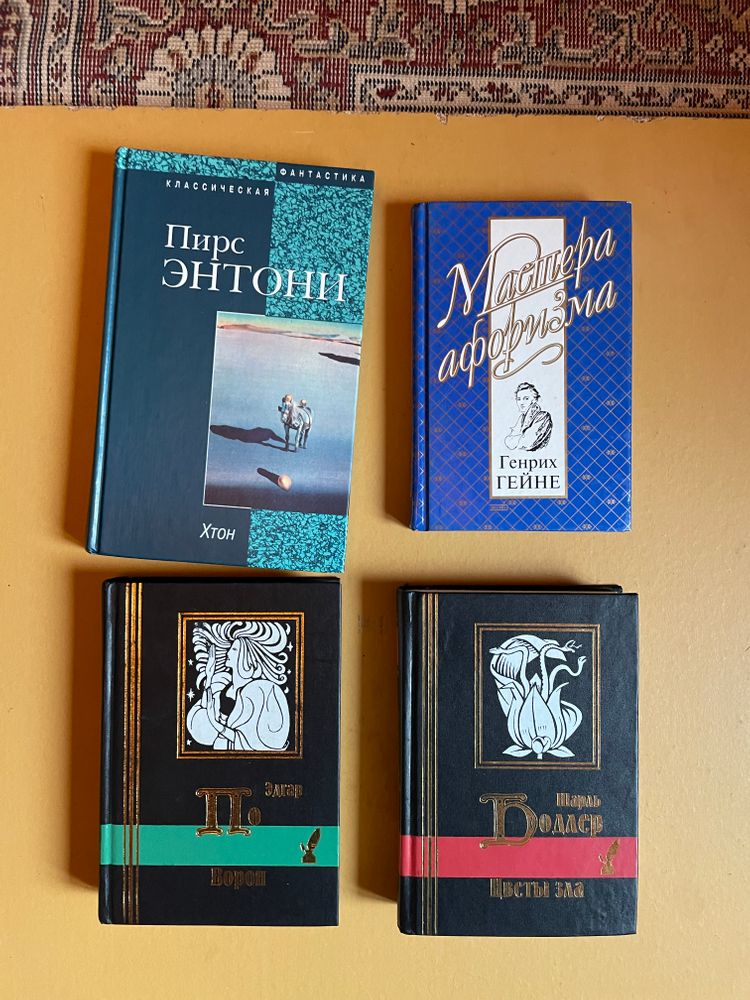 КЛАССИЧЕСКАЯ ФАНТАСТИКА
Пирс
ЭНТОНИ
Хтон
Мастера
афоризма
Генрих
ГЕЙНЕ
Эдгар
По
Ворон
Шарль
Бодлер
Цветы зла